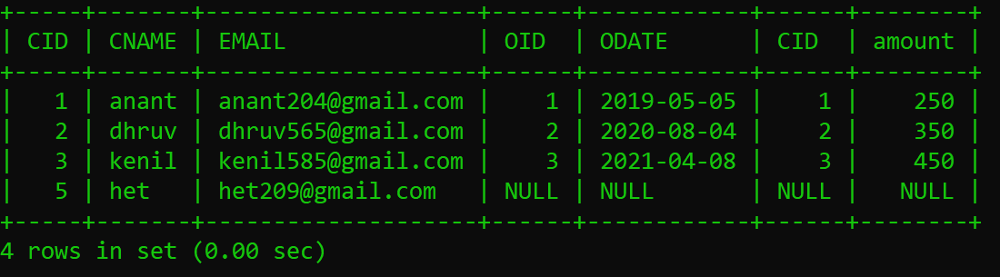 +-----+-------+--------------------+------+------------+------+--------+
| CID | CNAME | EMAIL              | OID  | ODATE      | CID  | amount |
+-----+-------+--------------------+------+------------+------+--------+
|   1 | anant | anant204@gmail.com |    1 | 2019-05-05 |    1 |    250 |
|   2 | dhruv | dhruv565@gmail.com |    2 | 2020-08-04 |    2 |    350 |
|   3 | kenil | kenil585@gmail.com |    3 | 2021-04-08 |    3 |    450 |
|   5 | het   | het209@gmail.com   | NULL | NULL       | NULL |   NULL |
+-----+-------+--------------------+------+------------+------+--------+
4 rows in set (0.00 sec)